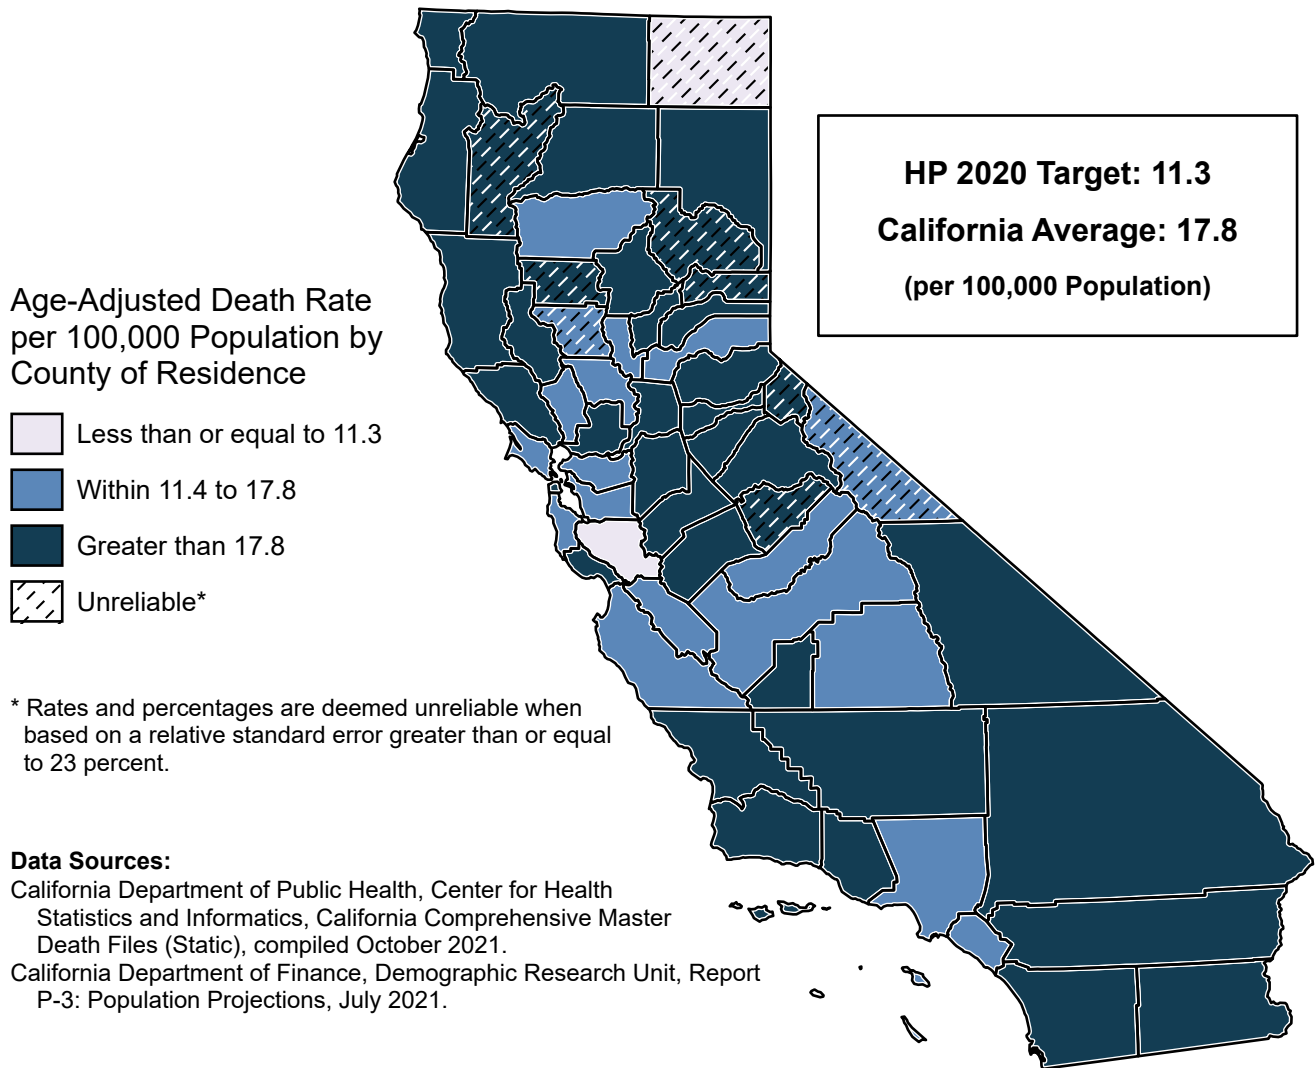 HP 2020 Target: 11.3
California Average: 17.8
(per 100,000 Population)
Age-Adjusted Death Rate
per 100,000 Population by
County of Residence
Less than or equal to 11.3
Within 11.4 to 17.8
Greater than 17.8
Unreliable*
* Rates and percentages are deemed unreliable when
based on a relative standard error greater than or equal
to 23 percent.
Data Sources:
California Department of Public Health, Center for Health
Statistics and Informatics, California Comprehensive Master
Death Files (Static), compiled October 2021.
California Department of Finance, Demographic Research Unit, Report
P-3: Population Projections, July 2021.